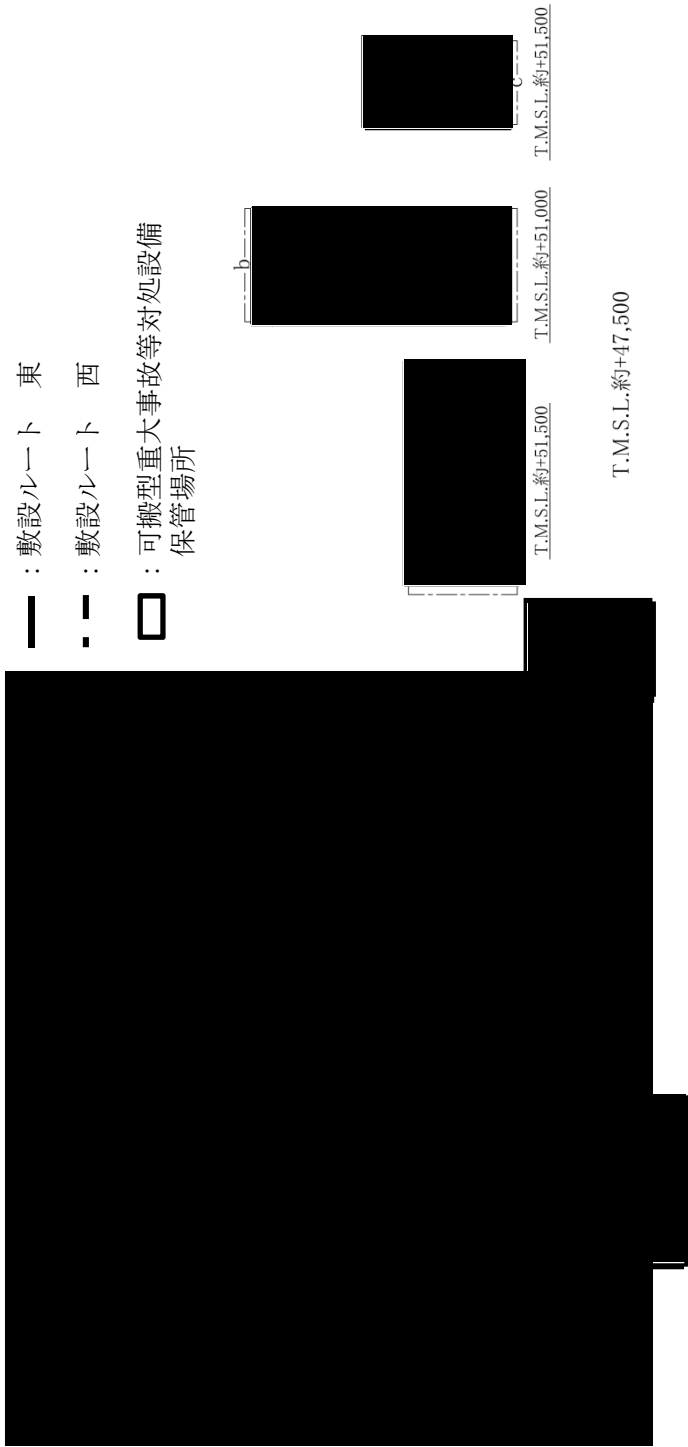 ：敷設ルート　東
：敷設ルート　西
：可搬型重大事故等対処設備
保管場所
b
c
T.M.S.L.約+51,500
T.M.S.L.約+51,000
T.M.S.L.約+51,500
T.M.S.L.約+47,500